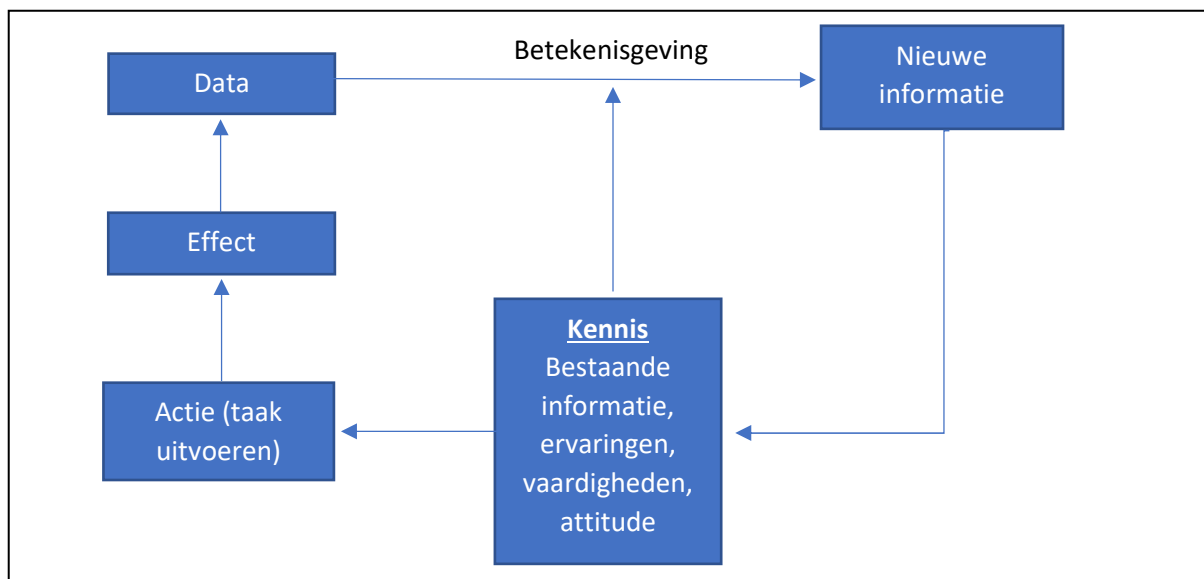 Betekenisgeving
Data
Nieuwe
informatie
Effect
Kennis
Bestaande
informatie,
ervaringen,
vaardigheden,
attitude
Actie (taak
uitvoeren)